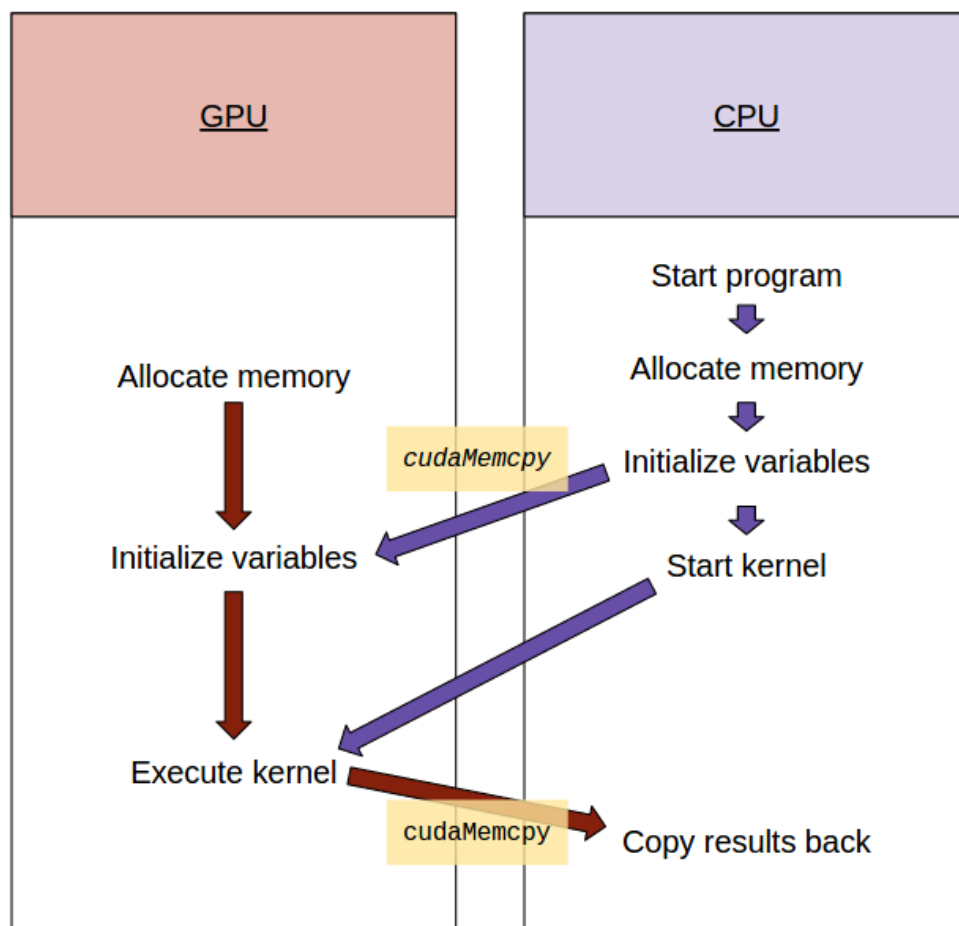 GPU
CPU
Start program
Allocate memory
Allocate memory
cudaMemcpy
Initialize variables
Initialize variables
Start kernel
Execute kernel
cudaMemcpy
Copy results back